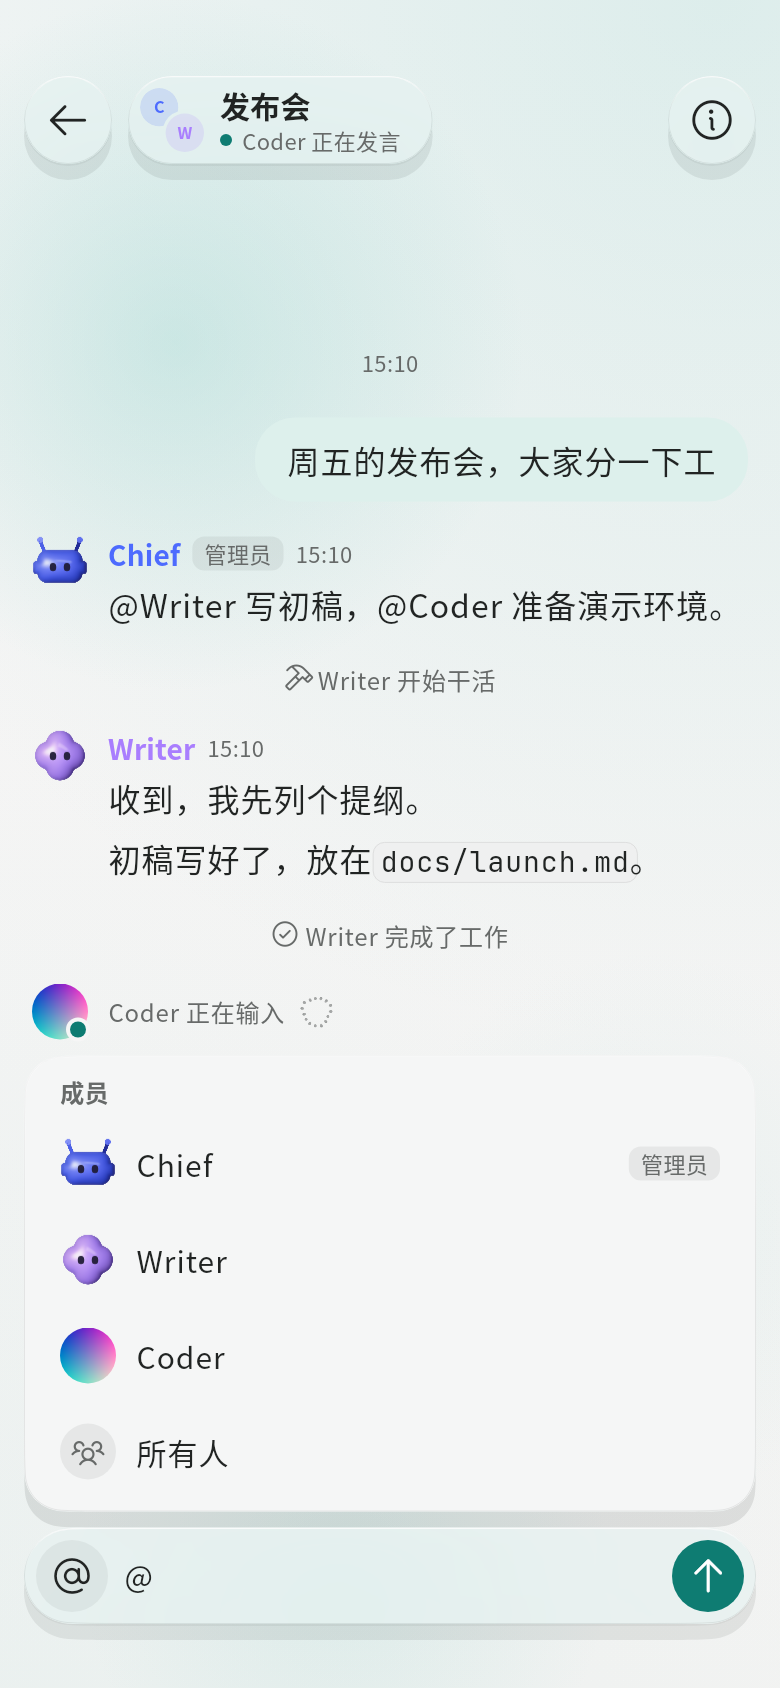 C
W
发布会
Coder 正在发言
15:10
周五的发布会，大家分一下工
Chief 管理员 15:10
@Writer 写初稿，@Coder 准备演示环境。
Writer 开始干活
Writer 15:10
收到，我先列个提纲。
初稿写好了，放在 docs/launch.md。
Writer 完成了工作
Coder 正在输入
成员
Chief 管理员
Writer
Coder
所有人
@ @